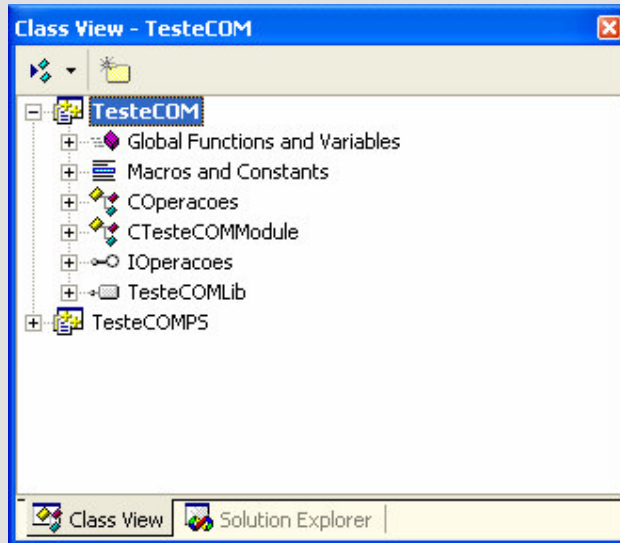 Class View - TesteCOM
TesteCOM
Global Functions and Variables
Macros and Constants
COperacoes
CTesteCOMModule
IOperacoes
TesteCOMLib
TesteCOMPS
Class View Solution Explorer